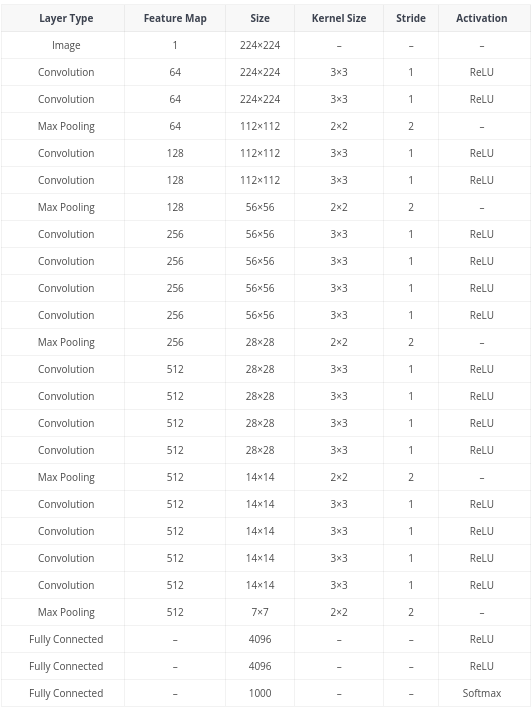 Layer Type Feature Map Size Kernel Size Stride Activation
Image 1 224×224 – – –
Convolution 64 224×224 3×3 1 ReLU
Convolution 64 224×224 3×3 1 ReLU
Max Pooling 64 112×112 2×2 2 –
Convolution 128 112×112 3×3 1 ReLU
Convolution 128 112×112 3×3 1 ReLU
Max Pooling 128 56×56 2×2 2 –
Convolution 256 56×56 3×3 1 ReLU
Convolution 256 56×56 3×3 1 ReLU
Convolution 256 56×56 3×3 1 ReLU
Convolution 256 56×56 3×3 1 ReLU
Max Pooling 256 28×28 2×2 2 –
Convolution 512 28×28 3×3 1 ReLU
Convolution 512 28×28 3×3 1 ReLU
Convolution 512 28×28 3×3 1 ReLU
Convolution 512 28×28 3×3 1 ReLU
Max Pooling 512 14×14 2×2 2 –
Convolution 512 14×14 3×3 1 ReLU
Convolution 512 14×14 3×3 1 ReLU
Convolution 512 14×14 3×3 1 ReLU
Convolution 512 14×14 3×3 1 ReLU
Max Pooling 512 7×7 2×2 2 –
Fully Connected – 4096 – – ReLU
Fully Connected – 4096 – – ReLU
Fully Connected – 1000 – – Softmax